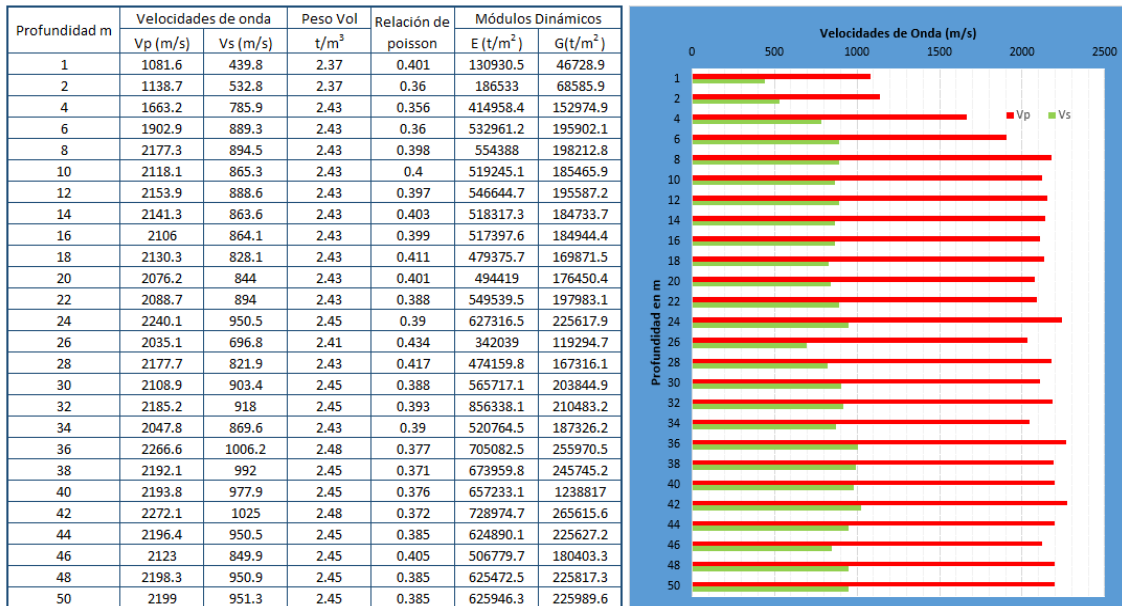 Profundidad m Velocidades de onda Peso Vol Relación de poisson Módulos Dinámicos
Vp (m/s) Vs (m/s) t/m³ E (t/m²) G(t/m²)
1 1081.6 439.8 2.37 0.401 130930.5 46728.9
2 1138.7 532.8 2.37 0.36 186533 68585.9
4 1663.2 785.9 2.43 0.356 414958.4 152974.9
6 1902.9 889.3 2.43 0.36 532961.2 195902.1
8 2177.3 894.5 2.43 0.398 554388 198212.8
10 2118.1 865.3 2.43 0.4 519245.1 185465.9
12 2153.9 888.6 2.43 0.397 546644.7 195587.2
14 2141.3 863.6 2.43 0.403 518317.3 184733.7
16 2106 864.1 2.43 0.399 517397.6 184944.4
18 2130.3 828.1 2.43 0.411 479375.7 169871.5
20 2076.2 844 2.43 0.401 494419 176450.4
22 2088.7 894 2.43 0.388 549539.5 197983.1
24 2240.1 950.5 2.45 0.39 627316.5 225617.9
26 2035.1 696.8 2.41 0.434 342039 119294.7
28 2177.7 821.9 2.43 0.417 474159.8 167316.1
30 2108.9 903.4 2.45 0.388 565717.1 203844.9
32 2185.2 918 2.45 0.393 856338.1 210483.2
34 2047.8 869.6 2.43 0.39 520764.5 187326.2
36 2266.6 1006.2 2.48 0.377 705082.5 255970.5
38 2192.1 992 2.45 0.371 673959.8 245745.2
40 2193.8 977.9 2.45 0.376 657233.1 1238817
42 2272.1 1025 2.48 0.372 728974.7 265615.6
44 2196.4 950.5 2.45 0.385 624890.1 225627.2
46 2123 849.9 2.45 0.405 506779.7 180403.3
48 2198.3 950.9 2.45 0.385 625472.5 225817.3
50 2199 951.3 2.45 0.385 625946.3 225989.6
Velocidades de Onda (m/s)
0 500 1000 1500 2000 2500
Vp Vs
Profundidad en m
1
2
4
6
8
10
12
14
16
18
20
22
24
26
28
30
32
34
36
38
40
42
44
46
48
50